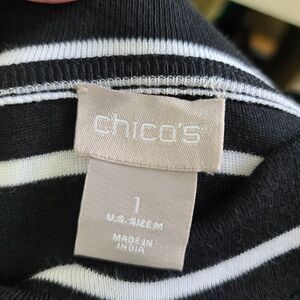 chico's
1
U.S. SIZE M
MADE IN
INDIA